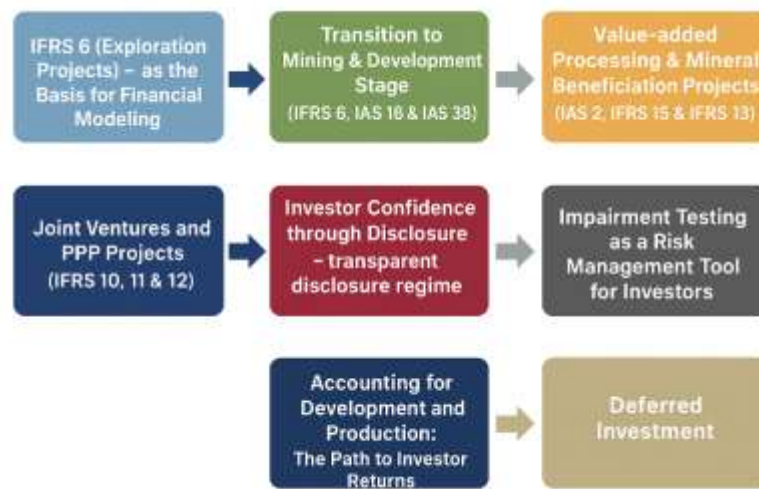 IFRS 6 (Exploration
Projects) – as the
Basis for Financial
Modeling
Transition to
Mining & Development
Stage
(IFRS 6, IAS 16 & IAS 38)
Value-added
Processing & Mineral
Beneficiation Projects
(IAS 2, IFRS 15 & IFRS 13)
Joint Ventures and
PPP Projects
(IFRS 10, 11 & 12)
Investor Confidence
through Disclosure
– transparent
disclosure regime
Impairment Testing
as a Risk
Management Tool
for Investors
Accounting for
Development and
Production:
The Path to Investor
Returns
Deferred
Investment